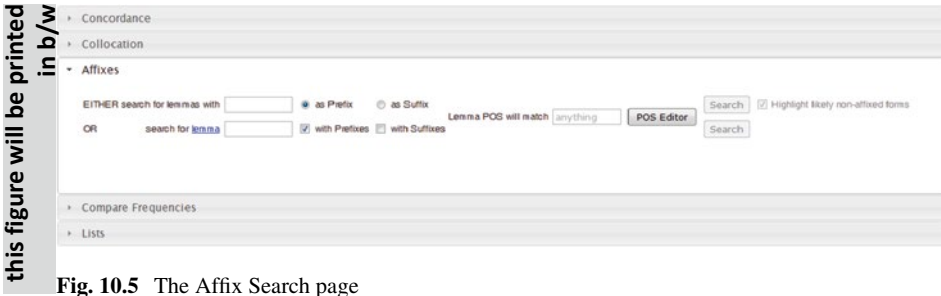 this figure will be printed
in b/w
Concordance
Collocation
Affixes
EITHER search for lemmas with as Prefix as Suffix
Lemma POS will match anything POS Editor Search Highlight likely non-affixed forms
OR search for lemma with Prefixes with Suffixes Search
Compare Frequencies
Lists
Fig. 10.5 The Affix Search page